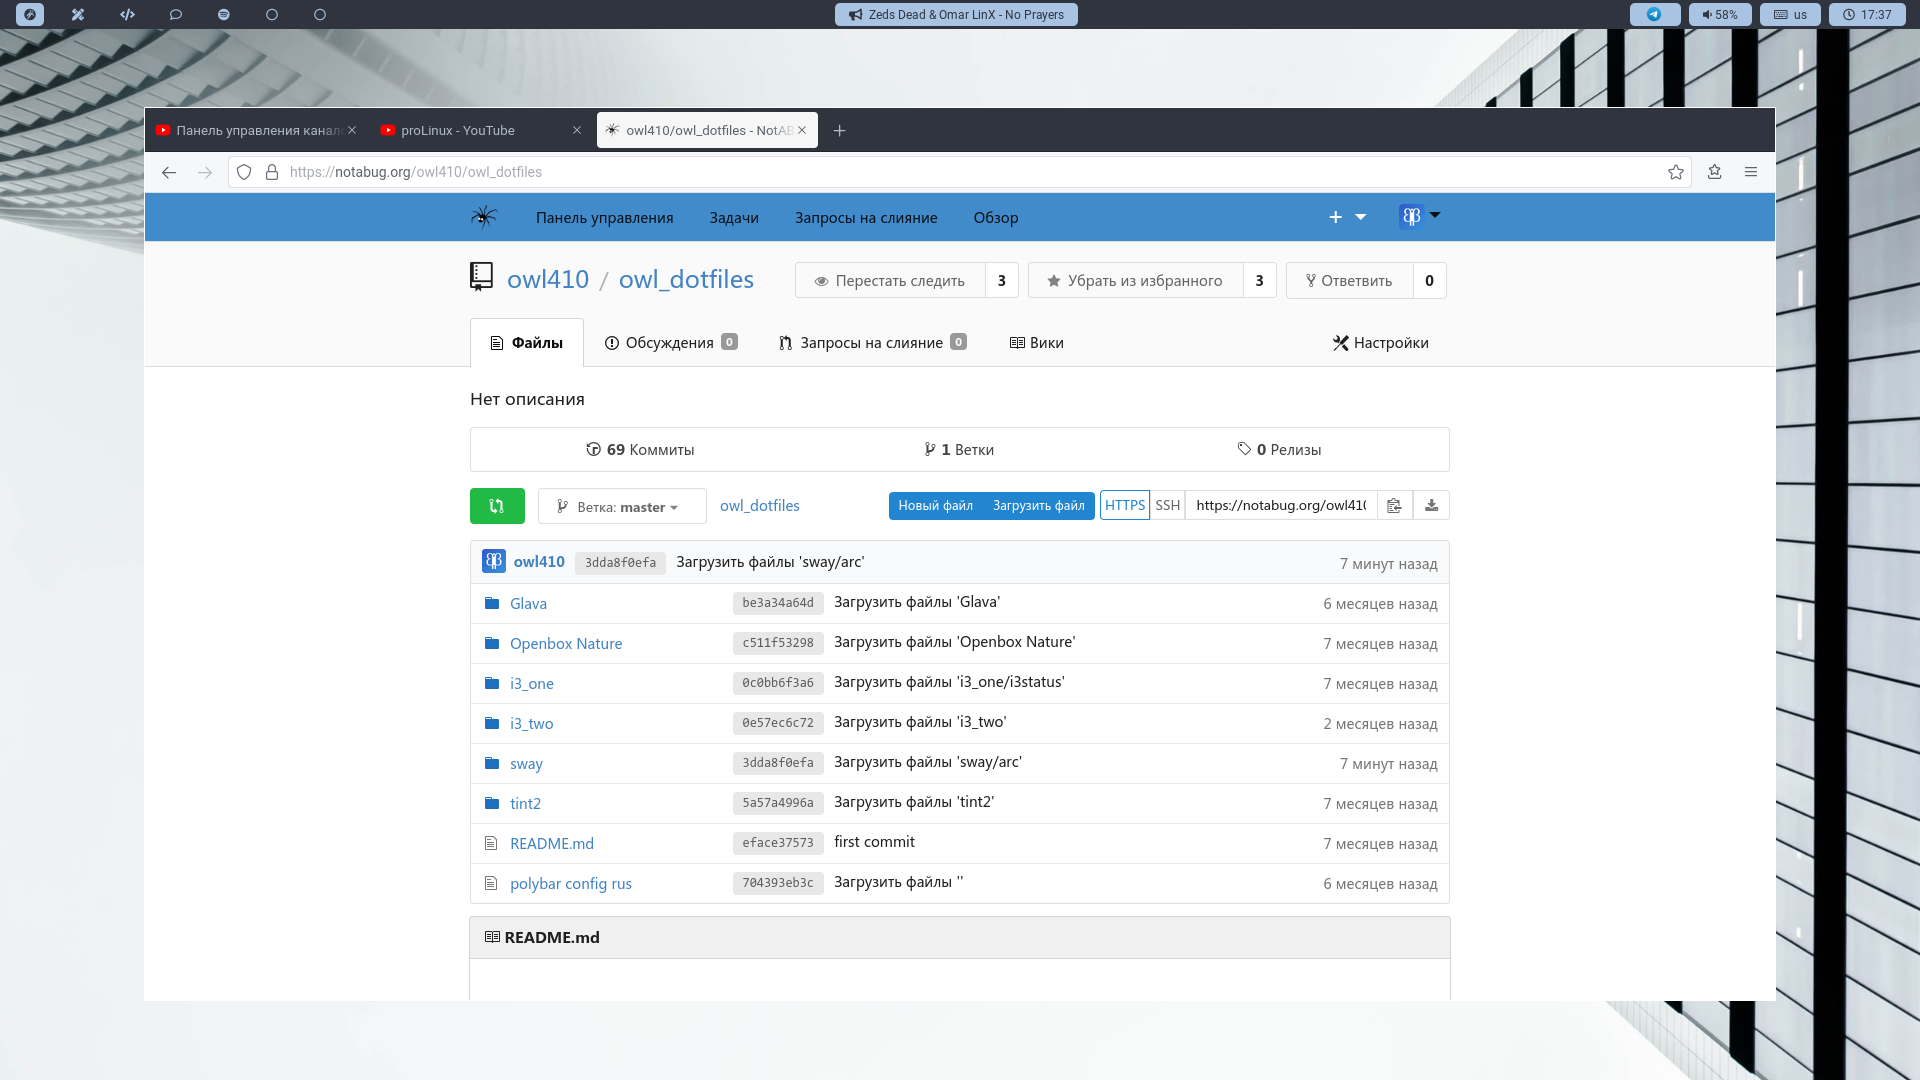 Zeds Dead & Omar LinX - No Prayers
58%
us
17:37
Панель управления канало
proLinux - YouTube
owl410/owl_dotfiles - NotAB
https://notabug.org/owl410/owl_dotfiles
Панель управления Задачи Запросы на слияние Обзор
owl410 / owl_dotfiles
Перестать следить 3
Убрать из избранного 3
Ответвить 0
Файлы
Обсуждения 0
Запросы на слияние 0
Вики
Настройки
Нет описания
69 Коммиты
1 Ветки
0 Релизы
Ветка: master
owl_dotfiles
Новый файл Загрузить файл
HTTPS SSH https://notabug.org/owl410
owl410 3dda8f0efa Загрузить файлы 'sway/arc' 7 минут назад
Glava be3a34a64d Загрузить файлы 'Glava' 6 месяцев назад
Openbox Nature c511f53298 Загрузить файлы 'Openbox Nature' 7 месяцев назад
i3_one 0c0bb6f3a6 Загрузить файлы 'i3_one/i3status' 7 месяцев назад
i3_two 0e57ec6c72 Загрузить файлы 'i3_two' 2 месяцев назад
sway 3dda8f0efa Загрузить файлы 'sway/arc' 7 минут назад
tint2 5a57a4996a Загрузить файлы 'tint2' 7 месяцев назад
README.md eface37573 first commit 7 месяцев назад
polybar config rus 704393eb3c Загрузить файлы '' 6 месяцев назад
README.md